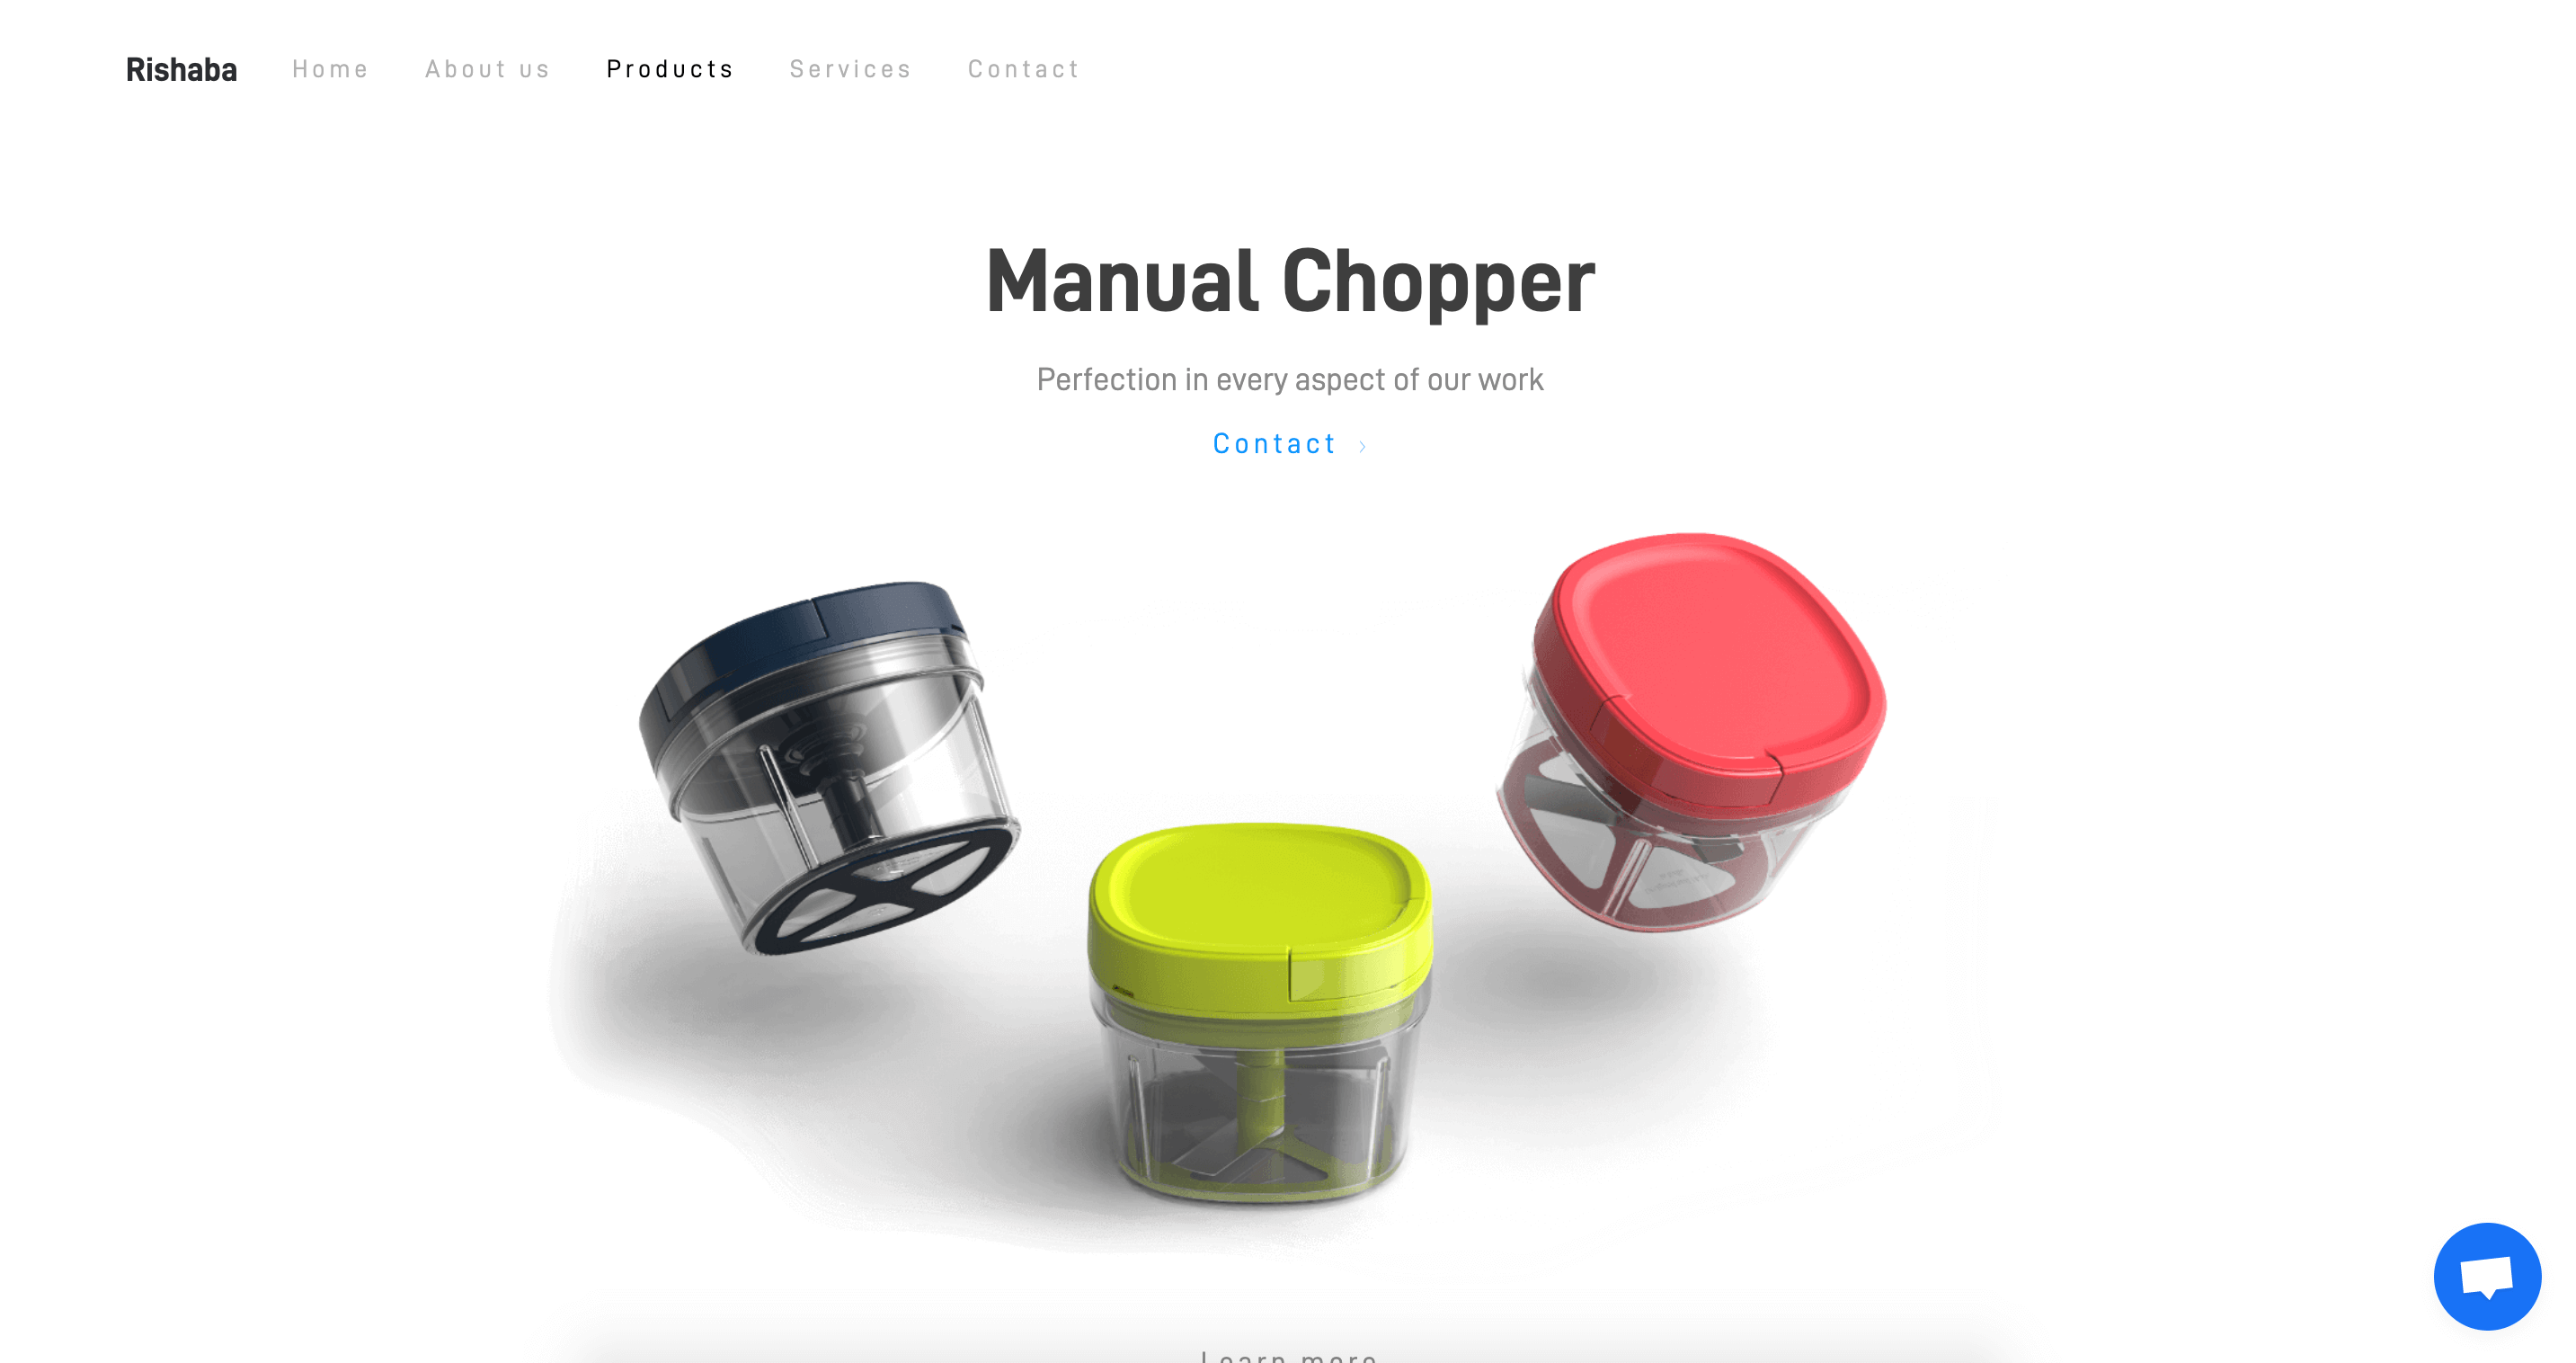 Rishaba Home About us Products Services Contact
Manual Chopper
Perfection in every aspect of our work
Contact
Learn more